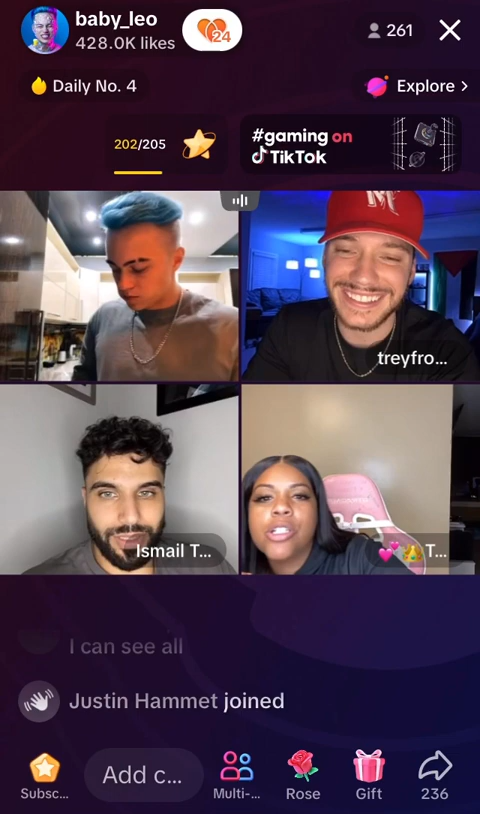 baby_leo
428.0K likes
24
261
Daily No. 4
Explore >
202/205
#gaming on
TikTok
M
treyfro...
Ismail T...
💕👸 T...
I can see all
Justin Hammet joined
Subsc...
Add c...
Multi-...
Rose
Gift
236